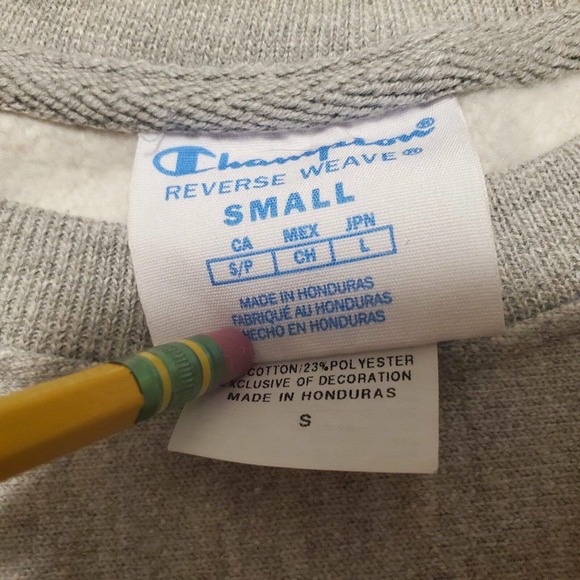 Champion®
REVERSE WEAVE®
SMALL
CA MEX JPN
S/P CH L
MADE IN HONDURAS
FABRIQUÉ AU HONDURAS
HECHO EN HONDURAS
COTTON/23%POLYESTER
EXCLUSIVE OF DECORATION
MADE IN HONDURAS
S